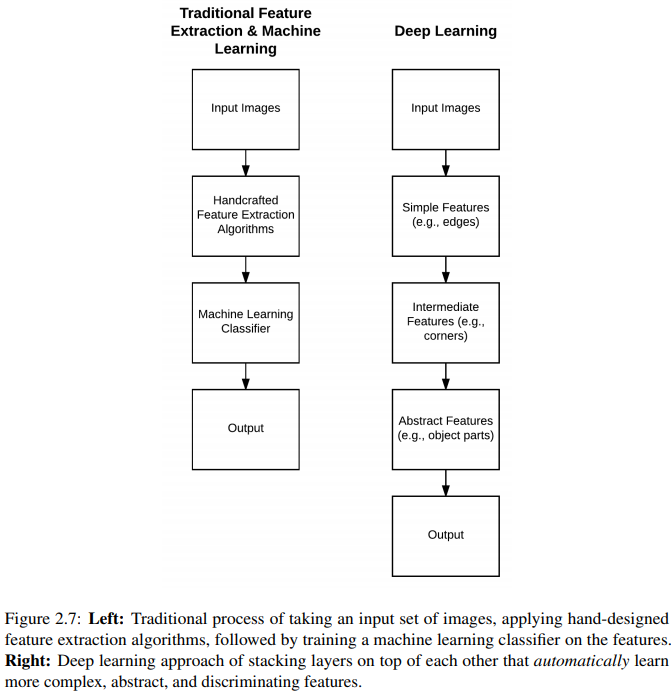 Traditional Feature
Extraction & Machine
Learning
Input Images
Handcrafted
Feature Extraction
Algorithms
Machine Learning
Classifier
Output
Deep Learning
Input Images
Simple Features
(e.g., edges)
Intermediate
Features (e.g.,
corners)
Abstract Features
(e.g., object parts)
Output
Figure 2.7: Left: Traditional process of taking an input set of images, applying hand-designed
feature extraction algorithms, followed by training a machine learning classifier on the features.
Right: Deep learning approach of stacking layers on top of each other that automatically learn
more complex, abstract, and discriminating features.